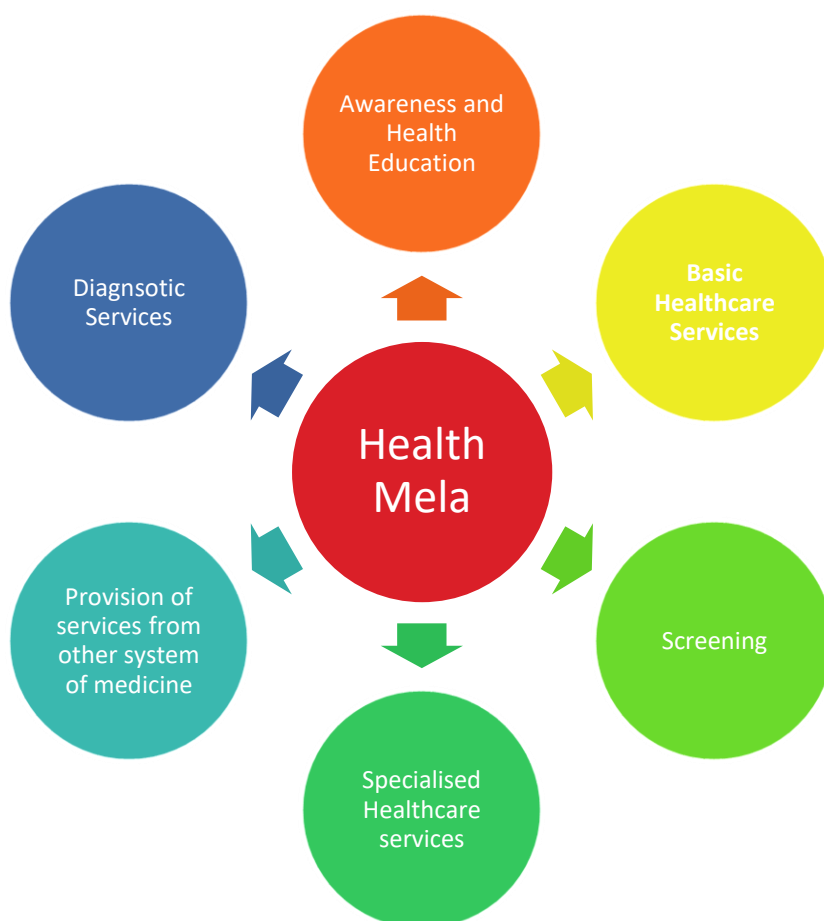 Awareness and
Health
Education
Diagnsotic
Services
Basic
Healthcare
Services
Health
Mela
Provision of
services from
other system
of medicine
Screening
Specialised
Healthcare
services